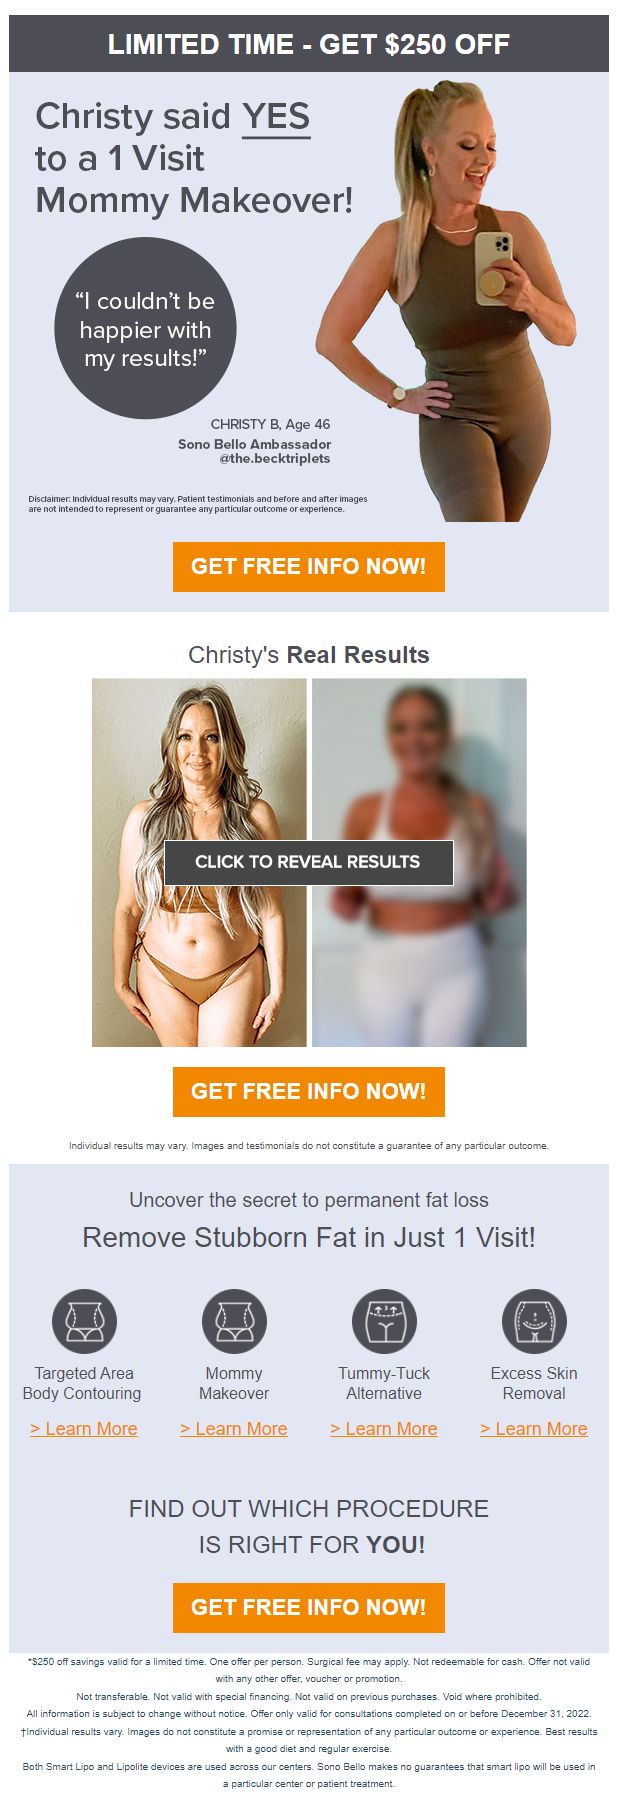 LIMITED TIME - GET $250 OFF
Christy said YES
to a 1 Visit
Mommy Makeover!
“I couldn’t be
happier with
my results!”
CHRISTY B, Age 46
Sono Bello Ambassador
@the.becktriplets
Disclaimer: Individual results may vary. Patient testimonials and before and after images
are not intended to represent or guarantee any particular outcome or experience.
GET FREE INFO NOW!
Christy's Real Results
CLICK TO REVEAL RESULTS
GET FREE INFO NOW!
Individual results may vary. Images and testimonials do not constitute a guarantee of any particular outcome.
Uncover the secret to permanent fat loss
Remove Stubborn Fat in Just 1 Visit!
Targeted Area
Body Contouring
> Learn More
Mommy
Makeover
> Learn More
Tummy-Tuck
Alternative
> Learn More
Excess Skin
Removal
> Learn More
FIND OUT WHICH PROCEDURE
IS RIGHT FOR YOU!
GET FREE INFO NOW!
*$250 off savings valid for a limited time. One offer per person. Surgical fee may apply. Not redeemable for cash. Offer not valid
with any other offer, voucher or promotion.
Not transferable. Not valid with special financing. Not valid on previous purchases. Void where prohibited.
All information is subject to change without notice. Offer only valid for consultations completed on or before December 31, 2022.
†Individual results vary. Images do not constitute a promise or representation of any particular outcome or experience. Best results
with a good diet and regular exercise.
Both Smart Lipo and Lipolite devices are used across our centers. Sono Bello makes no guarantees that smart lipo will be used in
a particular center or patient treatment.